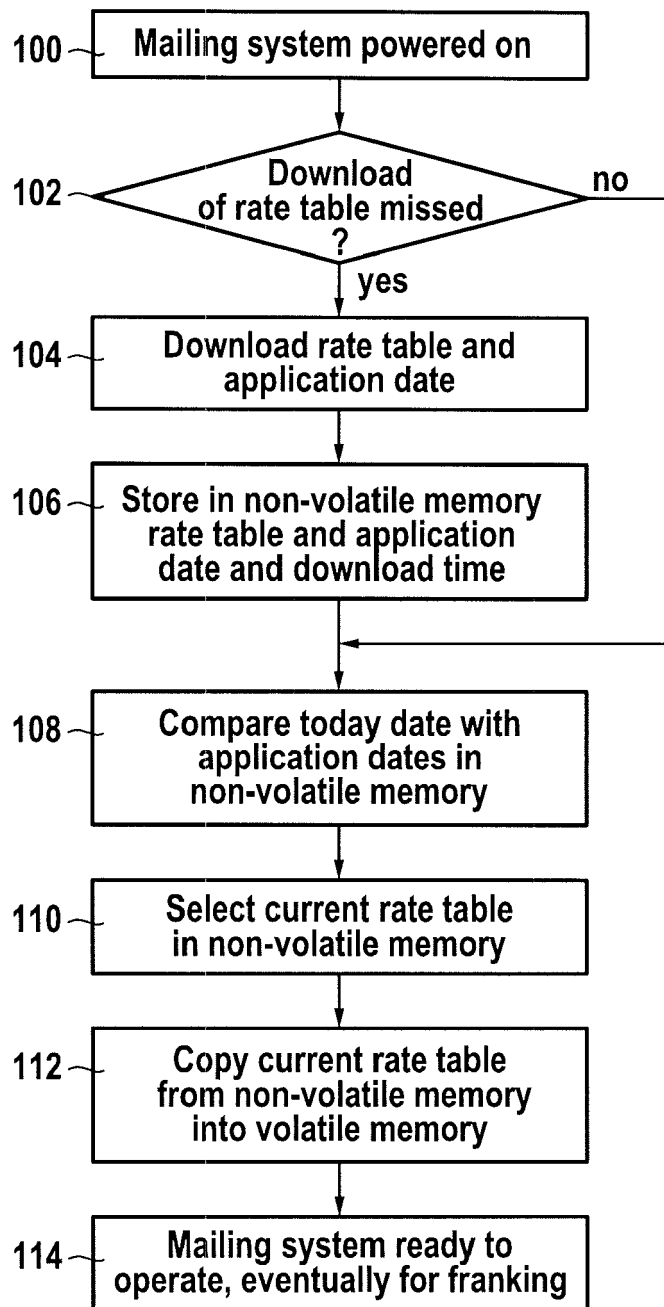 100
Mailing system powered on
102
Download
of rate table missed
?
no
yes
104
Download rate table and
application date
106
Store in non-volatile memory
rate table and application
date and download time
108
Compare today date with
application dates in
non-volatile memory
110
Select current rate table
in non-volatile memory
112
Copy current rate table
from non-volatile memory
into volatile memory
114
Mailing system ready to
operate, eventually for franking